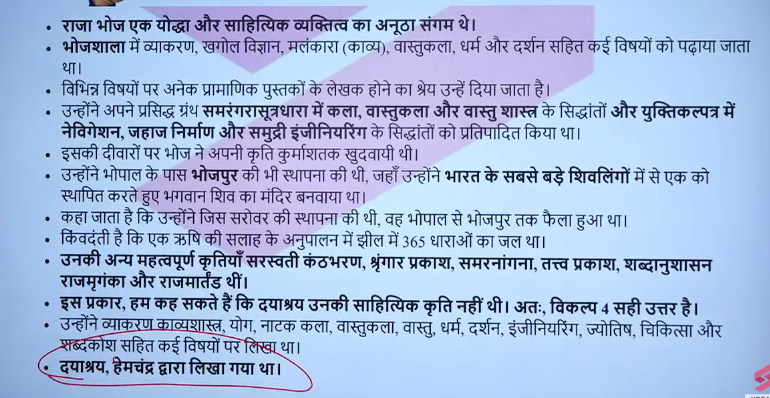 • राजा भोज एक योद्धा और साहित्यिक व्यक्तित्व का अनूठा संगम थे।
• भोजशाला में व्याकरण, खगोल विज्ञान, मलंकारा (काव्य), वास्तुकला, धर्म और दर्शन सहित कई विषयों को पढ़ाया जाता
था।
• विभिन्न विषयों पर अनेक प्रामाणिक पुस्तकों के लेखक होने का श्रेय उन्हें दिया जाता है।
• उन्होंने अपने प्रसिद्ध ग्रंथ समरंगरासूत्रधारा में कला, वास्तुकला और वास्तु शास्त्र के सिद्धांतों और युक्तिकल्पत्र में
नेविगेशन, जहाज निर्माण और समुद्री इंजीनियरिंग के सिद्धांतों को प्रतिपादित किया था।
• इसकी दीवारों पर भोज ने अपनी कृति कुर्माशतक खुदवायी थी।
• उन्होंने भोपाल के पास भोजपुर की भी स्थापना की थी, जहाँ उन्होंने भारत के सबसे बड़े शिवलिंगों में से एक को
स्थापित करते हुए भगवान शिव का मंदिर बनवाया था।
• कहा जाता है कि उन्होंने जिस सरोवर की स्थापना की थी, वह भोपाल से भोजपुर तक फैला हुआ था।
• किंवदंती है कि एक ऋषि की सलाह के अनुपालन में झील में 365 धाराओं का जल था।
• उनकी अन्य महत्वपूर्ण कृतियाँ सरस्वती कंठभरण, श्रृंगार प्रकाश, समरनांगना, तत्त्व प्रकाश, शब्दानुशासन
राजमृगंका और राजमार्तंड थीं।
• इस प्रकार, हम कह सकते हैं कि दयाश्रय उनकी साहित्यिक कृति नहीं थी। अतः, विकल्प 4 सही उत्तर है।
• उन्होंने व्याकरण काव्यशास्त्र, योग, नाटक कला, वास्तुकला, वास्तु, धर्म, दर्शन, इंजीनियरिंग, ज्योतिष, चिकित्सा और
शब्दकोश सहित कई विषयों पर लिखा था।
• दयाश्रय, हेमचंद्र द्वारा लिखा गया था।